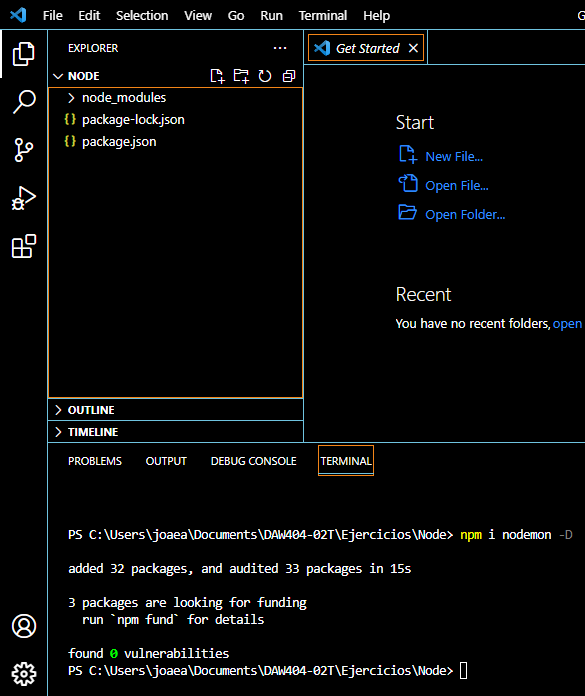 File Edit Selection View Go Run Terminal Help G
EXPLORER ...
Get Started
NODE
node_modules
{} package-lock.json
{} package.json
Start
New File...
Open File...
Open Folder...
Recent
You have no recent folders, open
OUTLINE
TIMELINE
PROBLEMS OUTPUT DEBUG CONSOLE TERMINAL
PS C:\Users\joaea\Documents\DAW404-02T\Ejercicios\Node> npm i nodemon -D
added 32 packages, and audited 33 packages in 15s
3 packages are looking for funding
run `npm fund` for details
found 0 vulnerabilities
PS C:\Users\joaea\Documents\DAW404-02T\Ejercicios\Node>